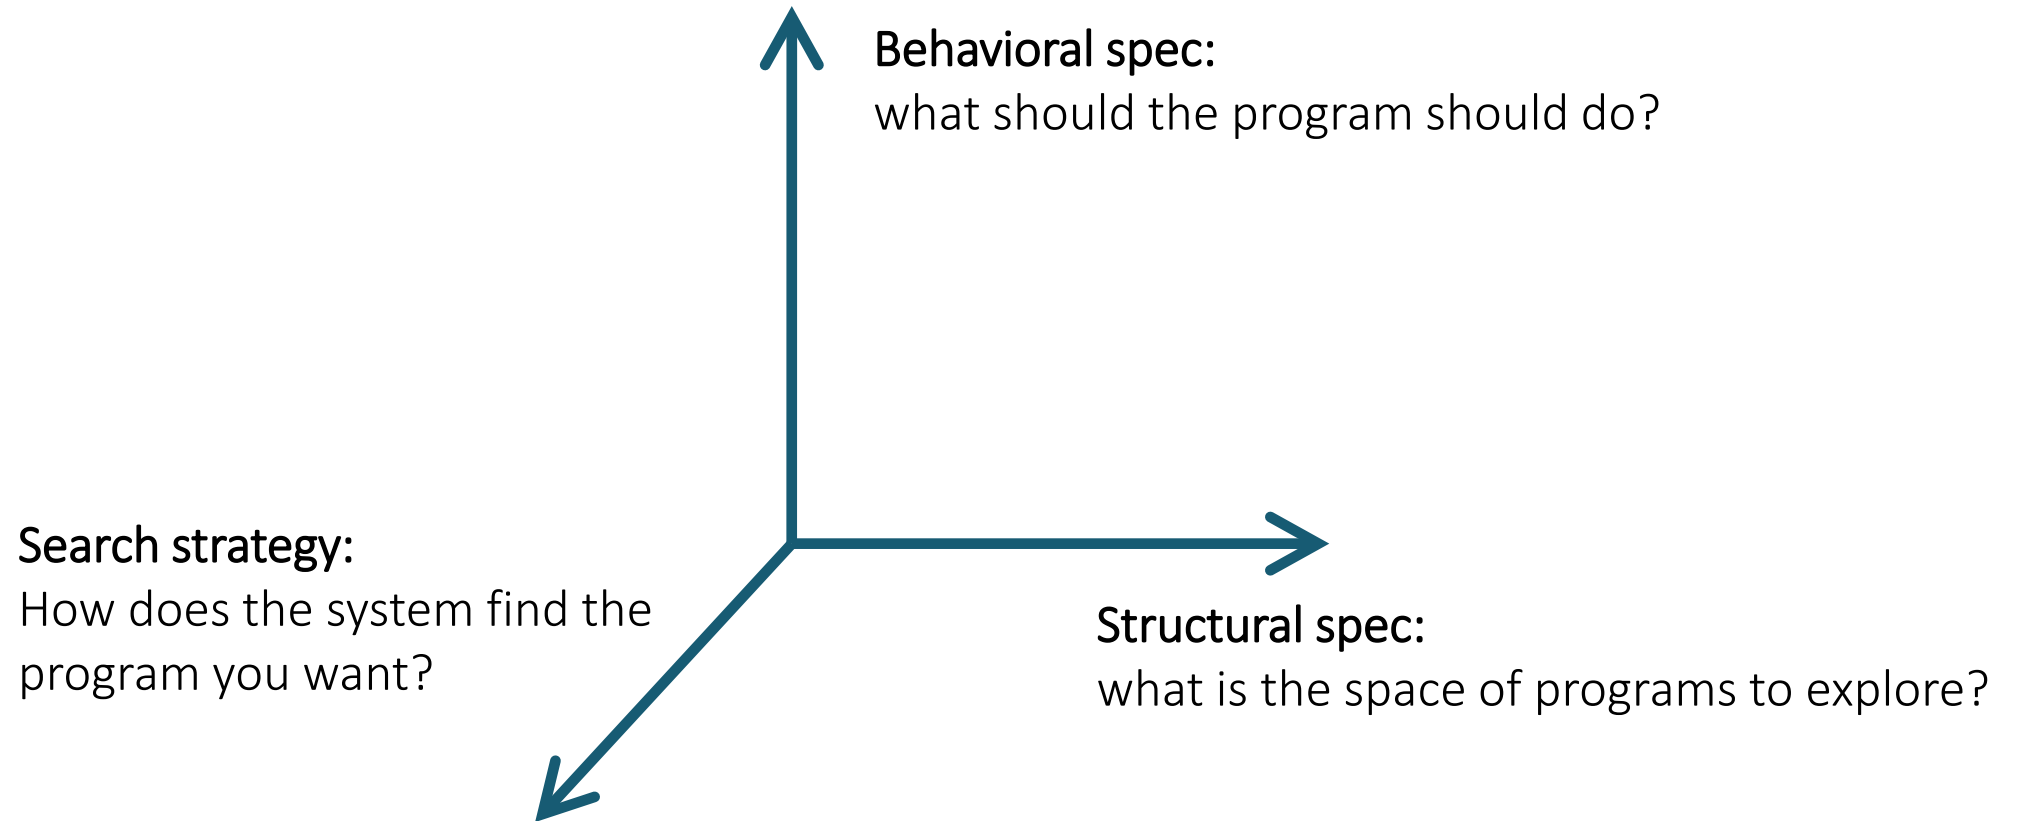 Behavioral spec:
what should the program should do?
Search strategy:
How does the system find the
program you want?
Structural spec:
what is the space of programs to explore?